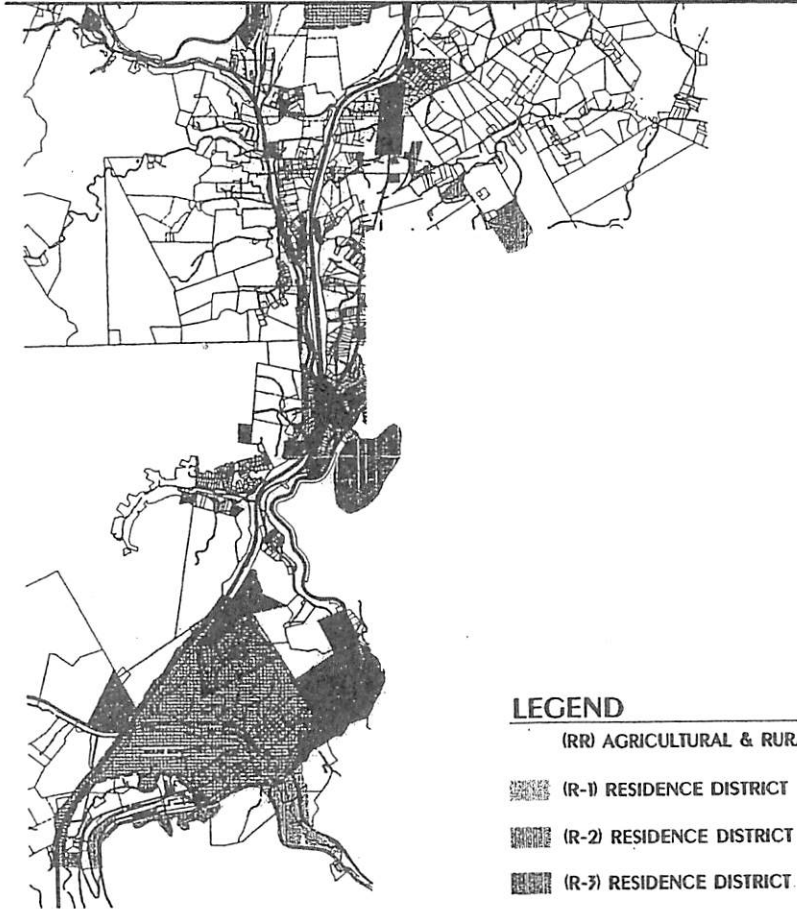 LEGEND
(RR) AGRICULTURAL & RUR
(R-1) RESIDENCE DISTRICT
(R-2) RESIDENCE DISTRICT
(R-3) RESIDENCE DISTRICT